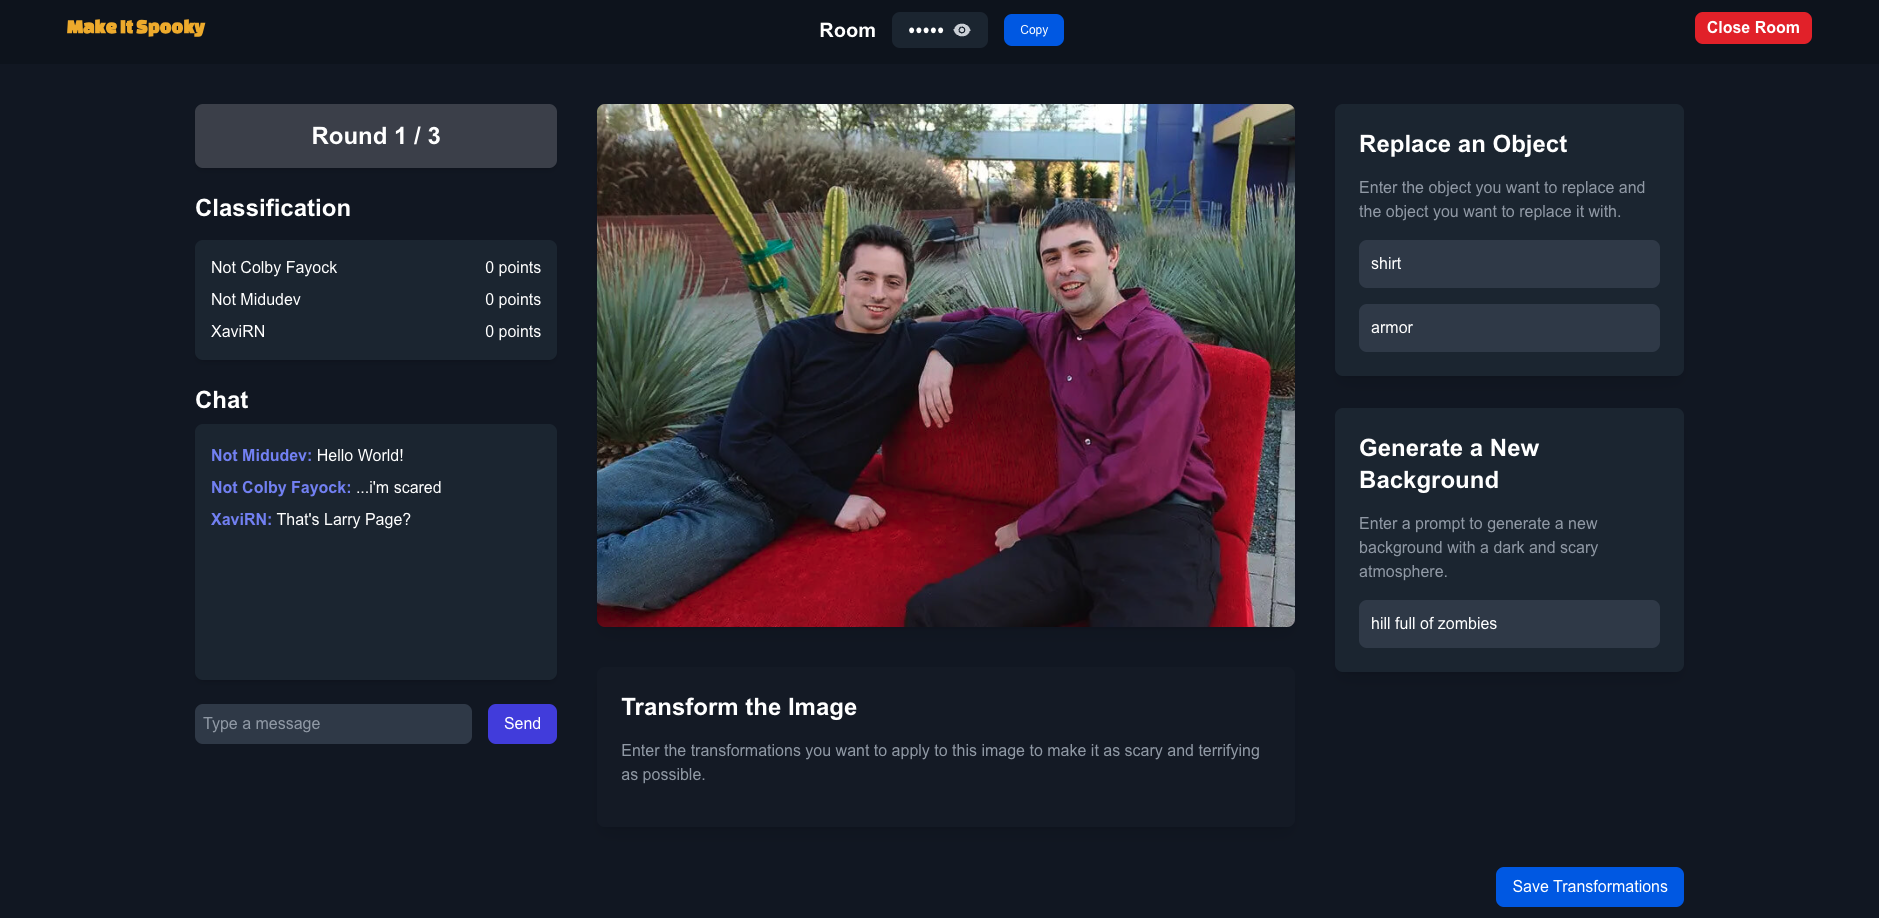 Make It Spooky
Room
•••••
Copy
Close Room
Round 1 / 3
Classification
Not Colby Fayock 0 points
Not Midudev 0 points
XaviRN 0 points
Chat
Not Midudev: Hello World!
Not Colby Fayock: ...i'm scared
XaviRN: That's Larry Page?
Type a message
Send
Transform the Image
Enter the transformations you want to apply to this image to make it as scary and terrifying
as possible.
Replace an Object
Enter the object you want to replace and
the object you want to replace it with.
shirt
armor
Generate a New
Background
Enter a prompt to generate a new
background with a dark and scary
atmosphere.
hill full of zombies
Save Transformations